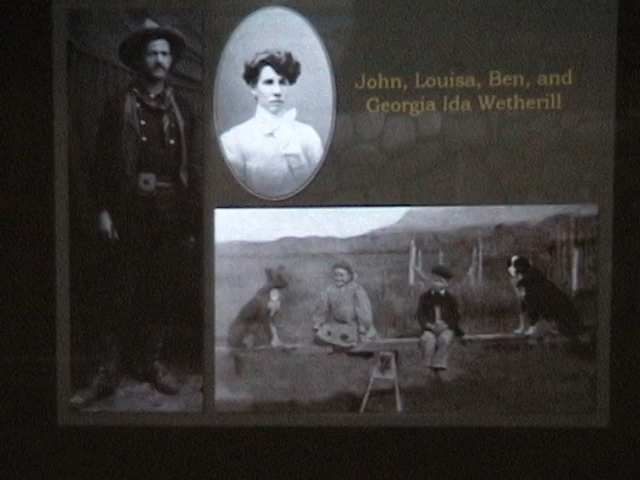 John, Louisa, Ben, and
Georgia Ida Wetherill